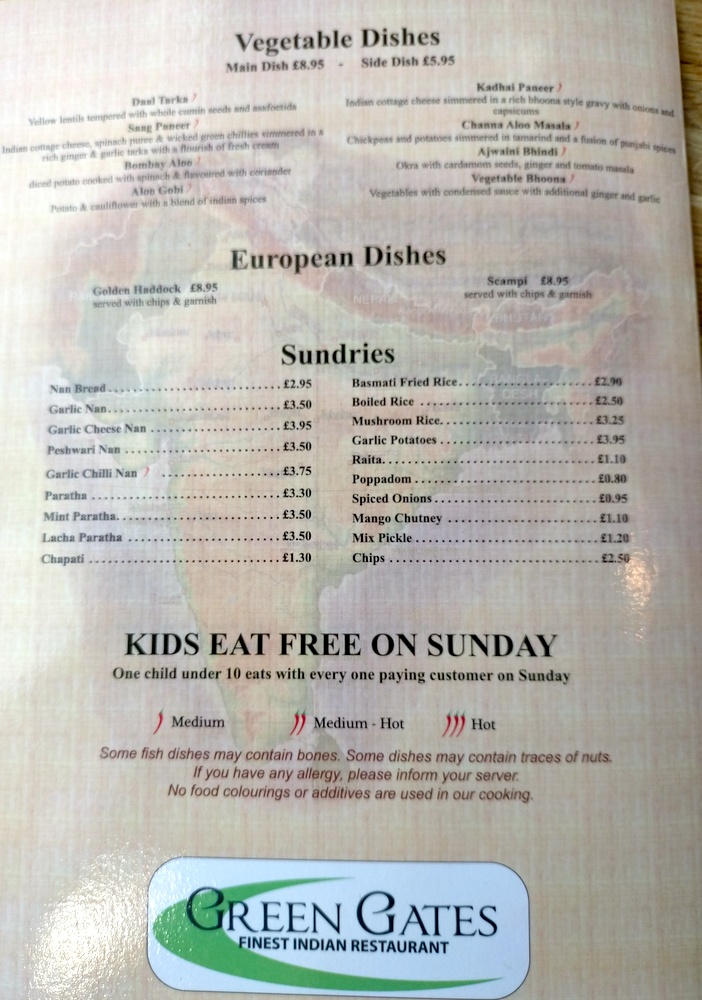 Vegetable Dishes
Main Dish £8.95 - Side Dish £5.95
Daal Tarka
Yellow lentils tempered with whole cumin seeds and assfoetida
Saag Paneer
Indian cottage cheese, spinach puree & wicked green chillies simmered in a
rich ginger & garlic tarka with a flourish of fresh cream
Bombay Aloo
diced potato cooked with spinach & flavoured with coriander
Aloo Gobi
Potato & cauliflower with a blend of indian spices
Kadhai Paneer
Indian cottage cheese simmered in a rich bhoona style gravy with onions and
capsicums
Channa Aloo Masala
Chickpeas and potatoes simmered in tamarind and a fusion of punjabi spices
Ajwaini Bhindi
Okra with cardamom seeds, ginger and tomato masala
Vegetable Bhoona
Vegetables with condensed sauce with additional ginger and garlic
European Dishes
Golden Haddock £8.95
served with chips & garnish
Scampi £8.95
served with chips & garnish
NEPAL
Sundries
Nan Bread £2.95
Garlic Nan £3.50
Garlic Cheese Nan £3.95
Peshwari Nan £3.50
Garlic Chilli Nan £3.75
Paratha £3.30
Mint Paratha £3.50
Lacha Paratha £3.50
Chapati £1.30
Basmati Fried Rice £2.90
Boiled Rice £2.50
Mushroom Rice £3.25
Garlic Potatoes £3.95
Raita £1.10
Poppadom £0.80
Spiced Onions £0.95
Mango Chutney £1.10
Mix Pickle £1.20
Chips £2.50
KIDS EAT FREE ON SUNDAY
One child under 10 eats with every one paying customer on Sunday
Medium Medium - Hot Hot
Some fish dishes may contain bones. Some dishes may contain traces of nuts.
If you have any allergy, please inform your server.
No food colourings or additives are used in our cooking.
GREEN GATES
FINEST INDIAN RESTAURANT